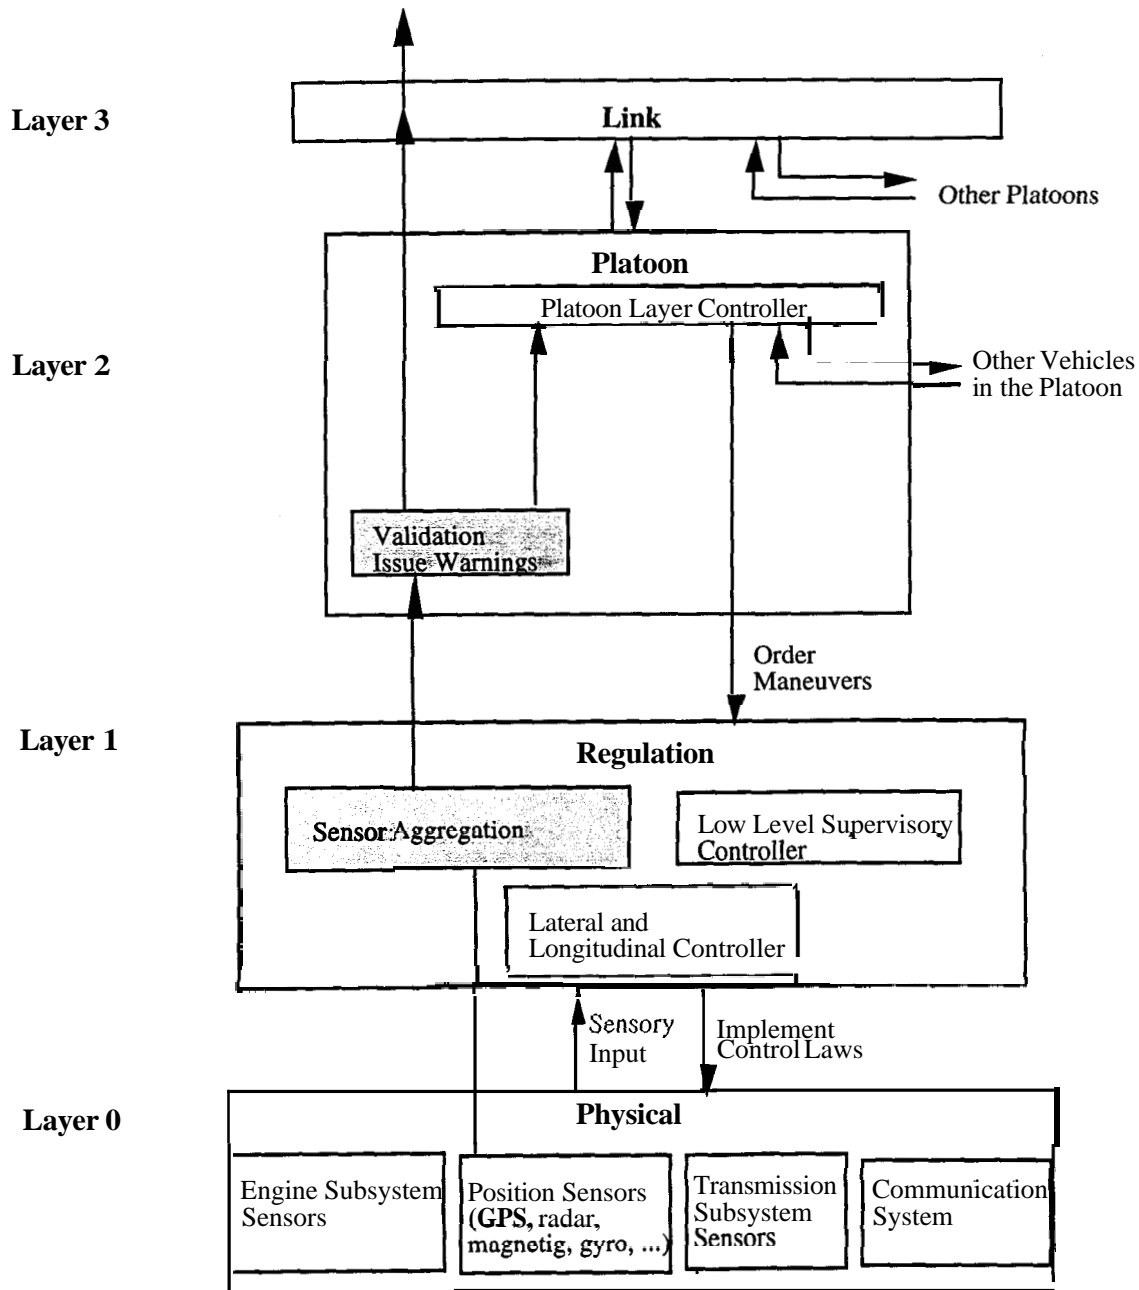 Layer 3
Link
Other Platoons
Platoon
Platoon Layer Controller
Layer 2
Other Vehicles
in the Platoon
Validation
Issue Warnings
Order
Maneuvers
Layer 1
Regulation
Sensor Aggregation
Low Level Supervisory
Controller
Lateral and
Longitudinal Controller
Sensory
Input
Implement
Control Laws
Layer 0
Physical
Engine Subsystem
Sensors
Position Sensors
(GPS, radar,
magnetig, gyro, ...)
Transmission
Subsystem
Sensors
Communication
System